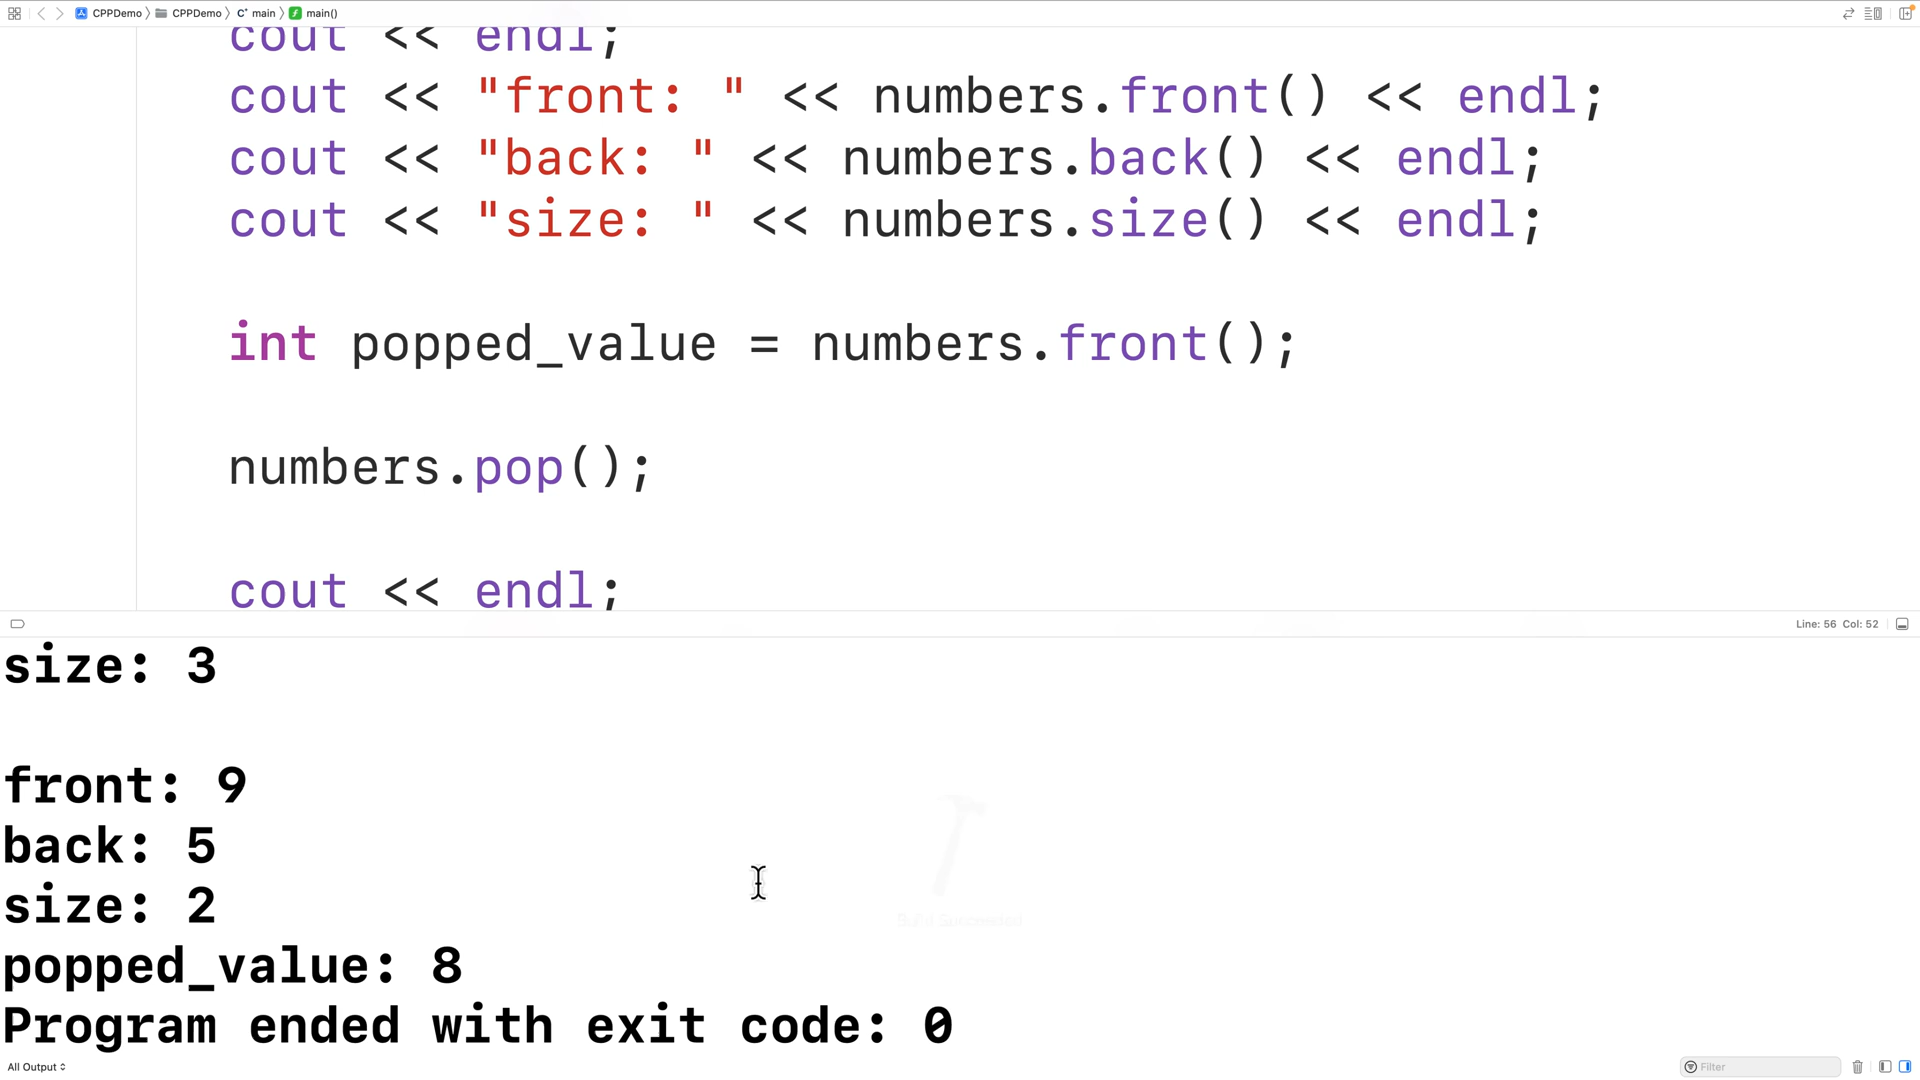 CPPDemo CPPDemo C+ main f main()
cout << endl;
cout << "front: " << numbers.front() << endl;
cout << "back: " << numbers.back() << endl;
cout << "size: " << numbers.size() << endl;
int popped_value = numbers.front();
numbers.pop();
cout << endl;
Line: 56 Col: 52
size: 3
front: 9
back: 5
size: 2
Build Succeeded
popped_value: 8
Program ended with exit code: 0
All Output
Filter